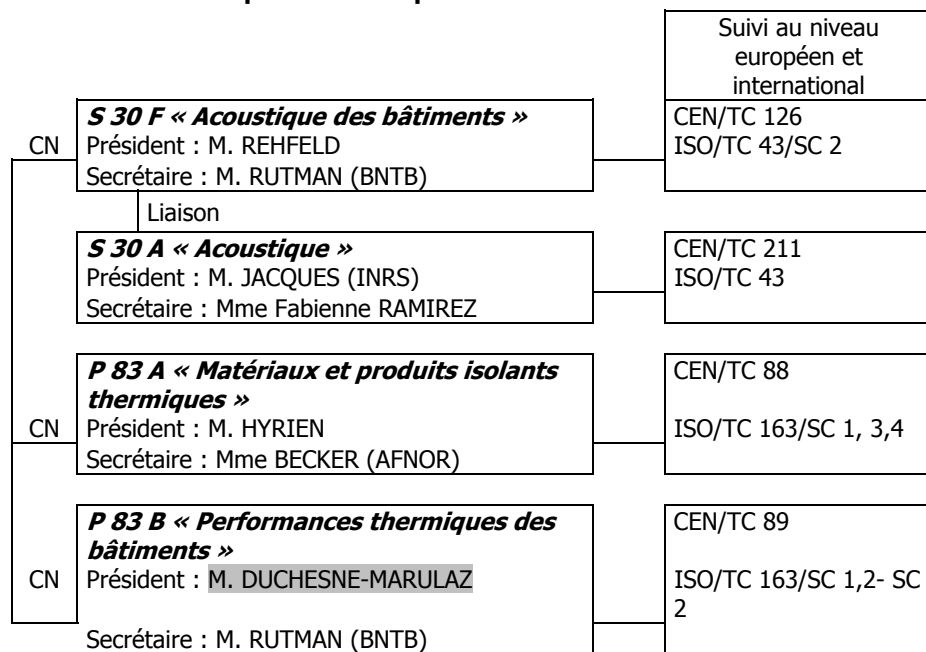 Suivi au niveau
européen et
international
S 30 F « Acoustique des bâtiments »
CN
Président : M. REHFELD
Secrétaire : M. RUTMAN (BNTB)
CEN/TC 126
ISO/TC 43/SC 2
Liaison
S 30 A « Acoustique »
Président : M. JACQUES (INRS)
Secrétaire : Mme Fabienne RAMIREZ
CEN/TC 211
ISO/TC 43
P 83 A « Matériaux et produits isolants
thermiques »
CN
Président : M. HYRIEN
Secrétaire : Mme BECKER (AFNOR)
CEN/TC 88
ISO/TC 163/SC 1, 3,4
P 83 B « Performances thermiques des
bâtiments »
CN
Président : M. DUCHESNE-MARULAZ
Secrétaire : M. RUTMAN (BNTB)
CEN/TC 89
ISO/TC 163/SC 1,2- SC
2